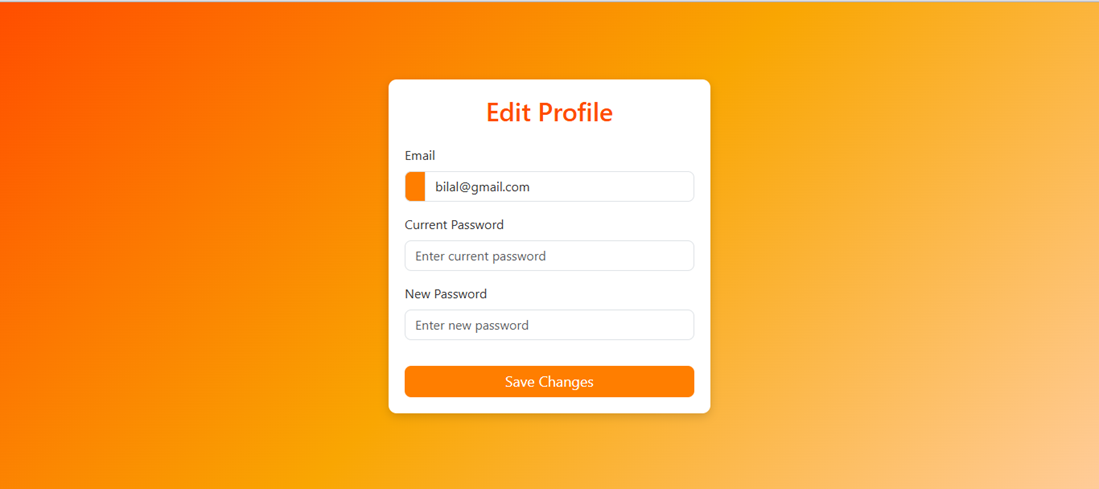 Edit Profile
Email
bilal@gmail.com
Current Password
Enter current password
New Password
Enter new password
Save Changes